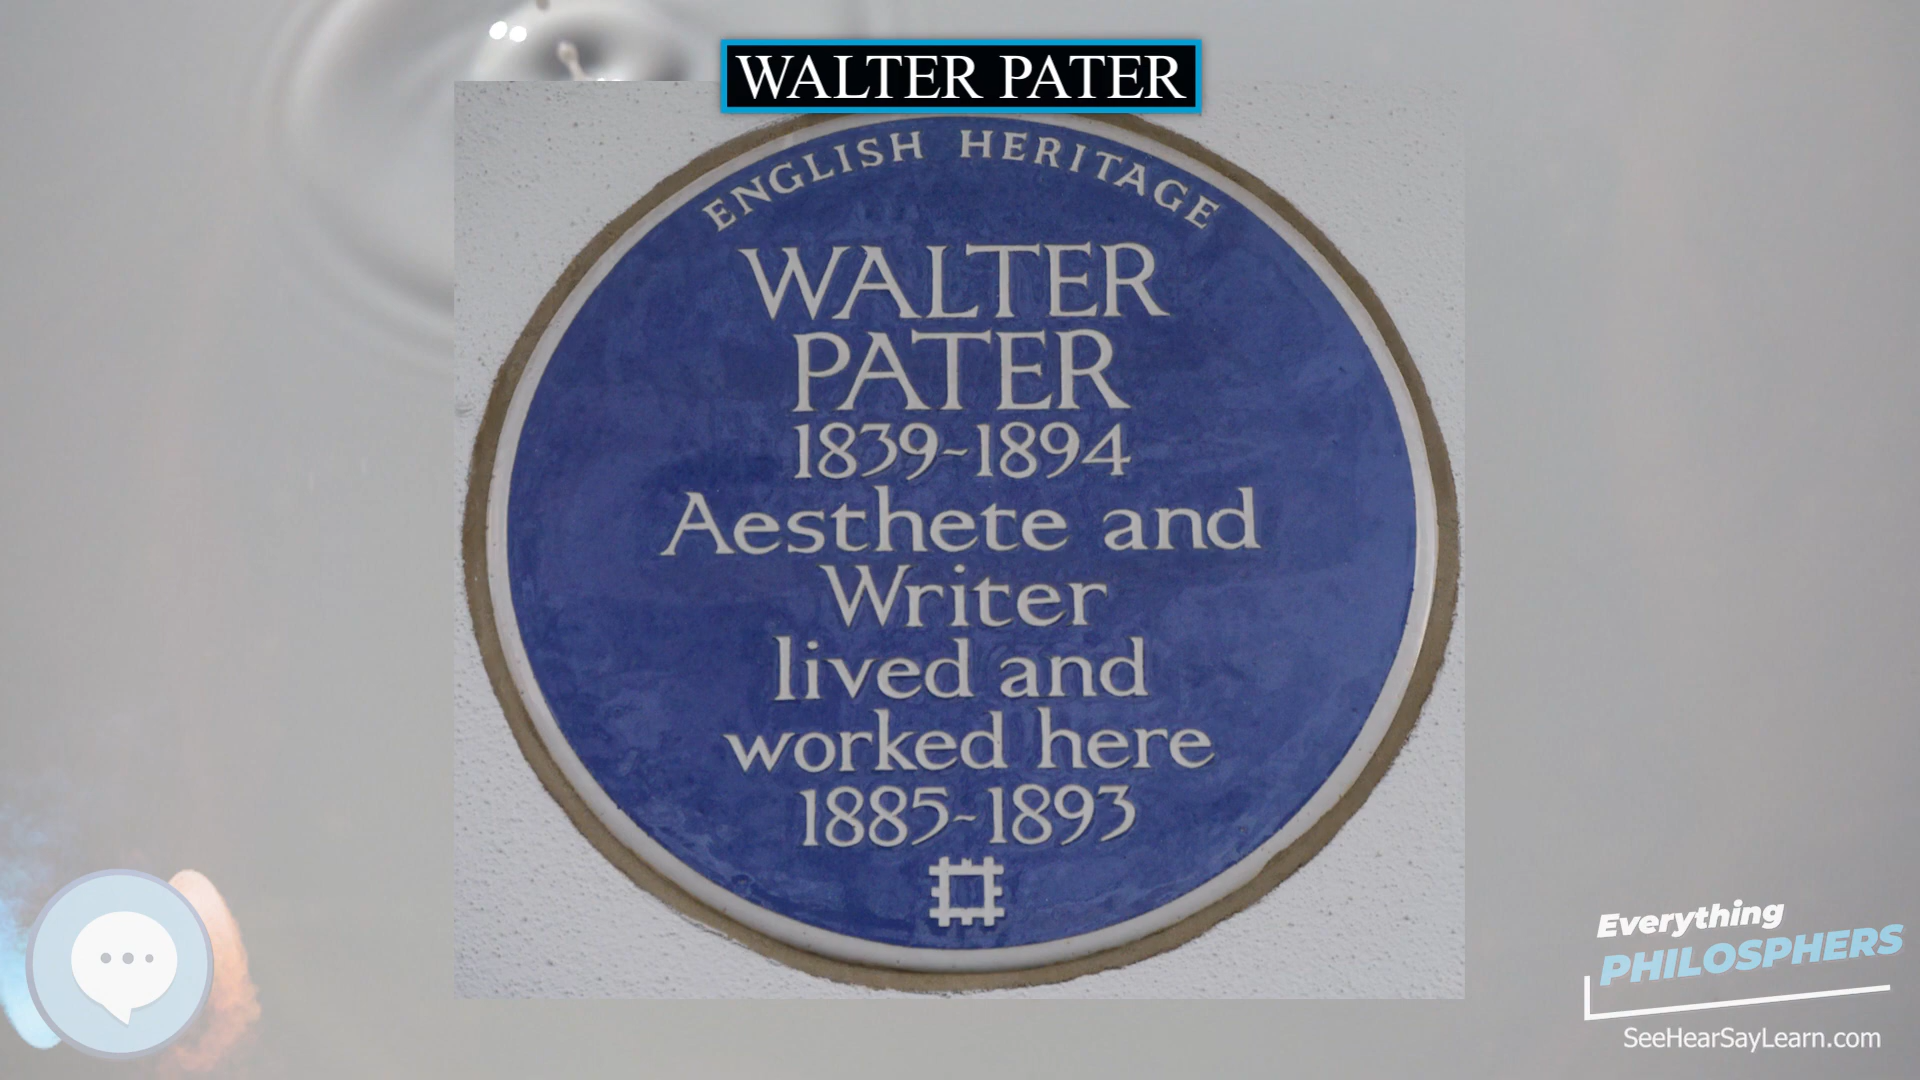 WALTER PATER
ENGLISH HERITAGE
WALTER
PATER
1839-1894
Aesthete and
Writer
lived and
worked here
1885-1893
Everything
PHILOSPHERS
SeeHearSayLearn.com